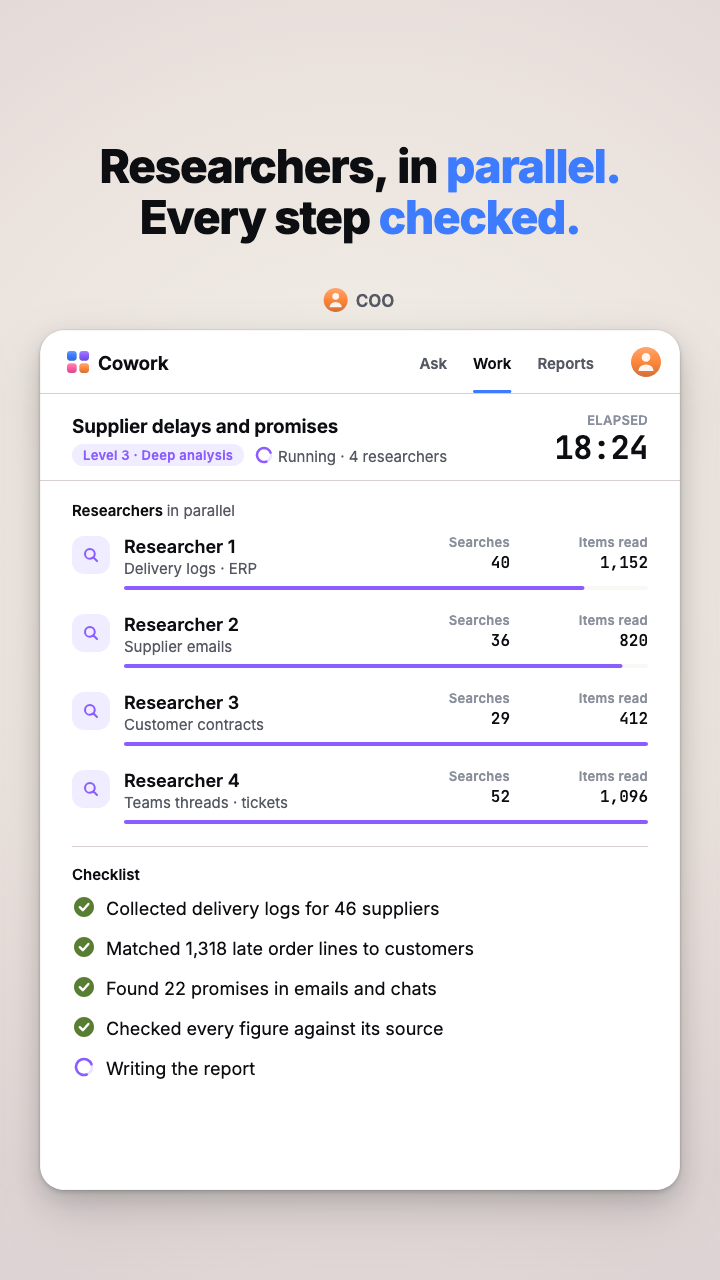 Researchers, in parallel.
Every step checked.
COO
Cowork
Ask
Work
Reports
Supplier delays and promises
Level 3 · Deep analysis
Running · 4 researchers
ELAPSED
18:24
Researchers in parallel
Researcher 1
Delivery logs · ERP
Searches
40
Items read
1,152
Researcher 2
Supplier emails
Searches
36
Items read
820
Researcher 3
Customer contracts
Searches
29
Items read
412
Researcher 4
Teams threads · tickets
Searches
52
Items read
1,096
Checklist
Collected delivery logs for 46 suppliers
Matched 1,318 late order lines to customers
Found 22 promises in emails and chats
Checked every figure against its source
Writing the report